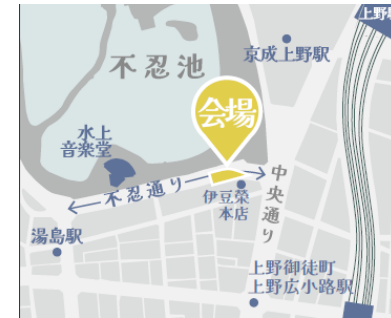 上野駅
京成上野駅
不忍池
会場
水上
音楽堂
不忍通り
中央通り
伊豆栄
本店
湯島駅
上野御徒町
上野広小路駅